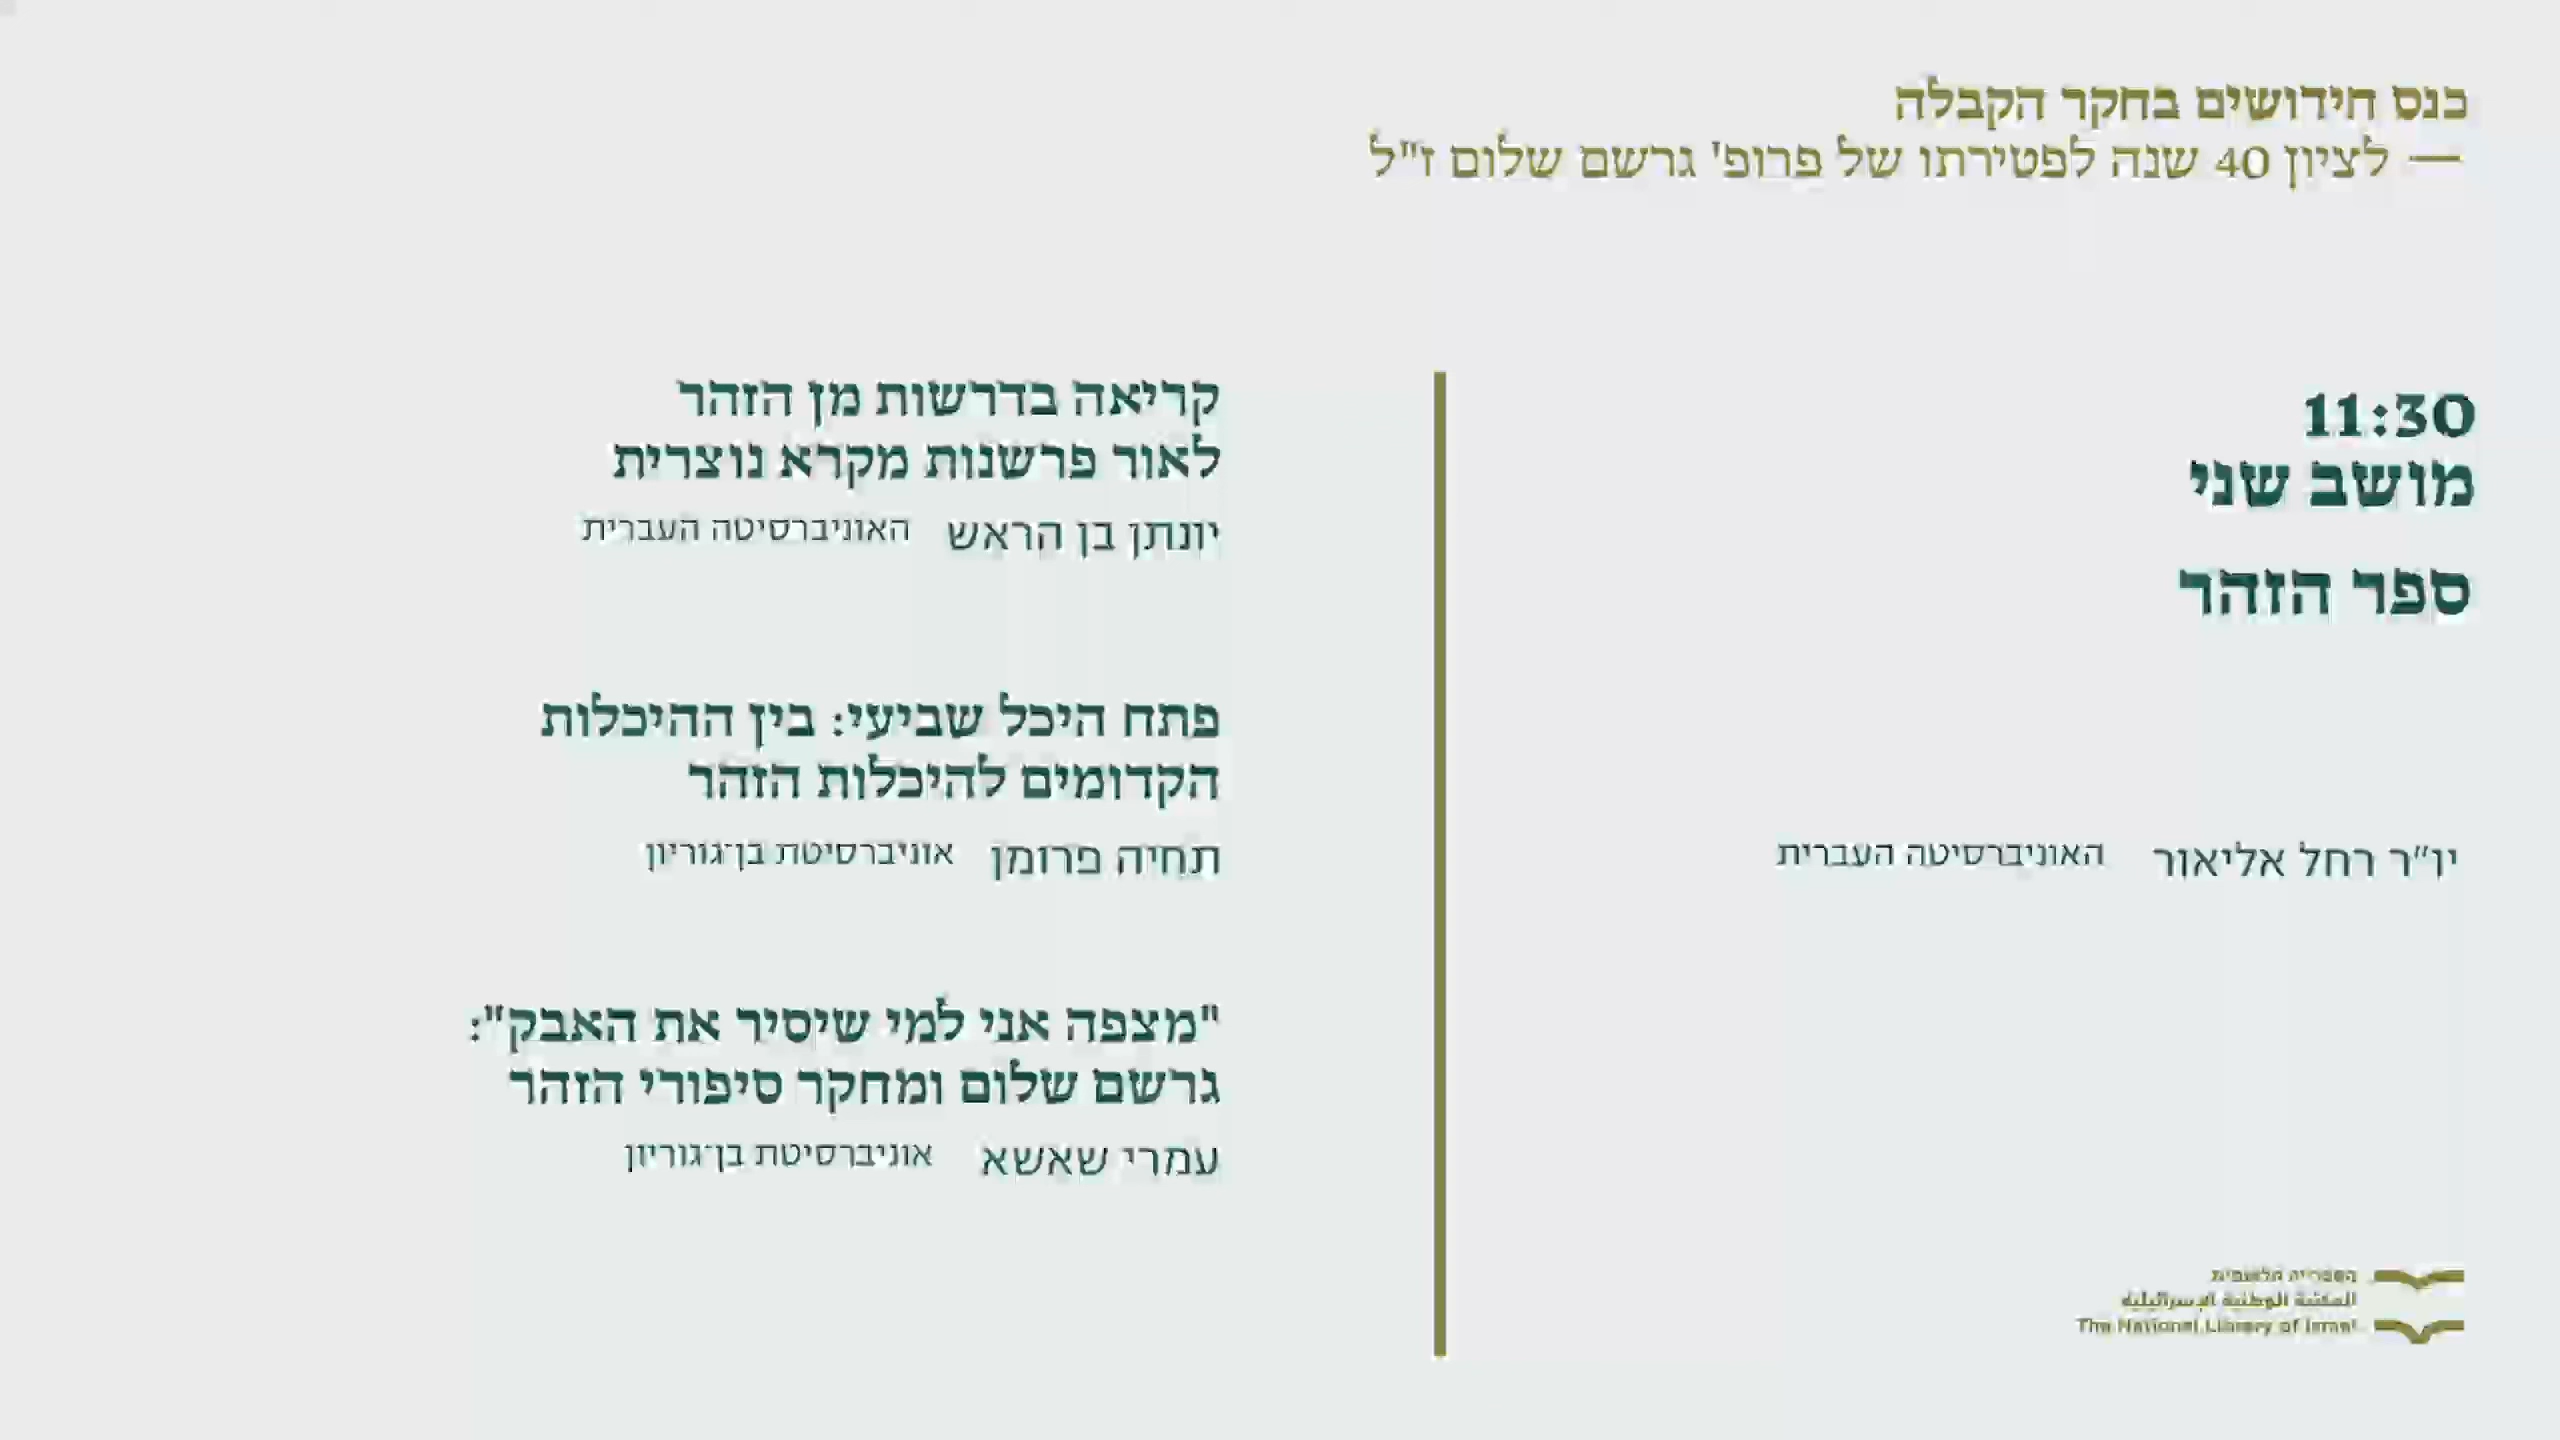 כנס חידושים בחקר הקבלה
— לציון 40 שנה לפטירתו של פרופ' גרשם שלום ז"ל
11:30
מושב שני
ספר הזהר
יו"ר רחל אליאור האוניברסיטה העברית
קריאה בדרשות מן הזהר
לאור פרשנות מקרא נוצרית
יונתן בן הראש האוניברסיטה העברית
פתח היכל שביעי: בין ההיכלות
הקדומים להיכלות הזהר
תחיה פרומן אוניברסיטת בן־גוריון
"מצפה אני למי שיסיר את האבק":
גרשם שלום ומחקר סיפורי הזהר
עמרי שאשא אוניברסיטת בן־גוריון
הספרייה הלאומית
المكتبة الوطنية الإسرائيلية
The National Library of Israel